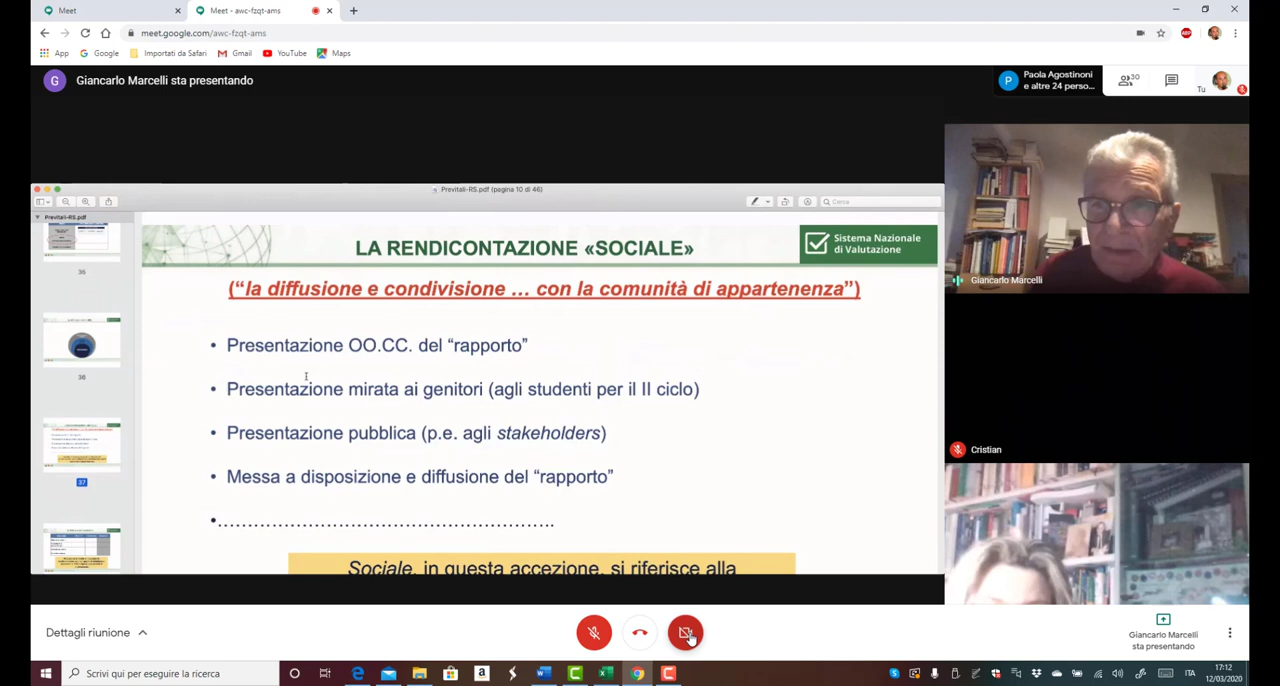 Meet
Meet - awc-fzqt-ams
meet.google.com/awc-fzqt-ams
App
Google
Importati da Safari
Gmail
YouTube
Maps
G
Giancarlo Marcelli sta presentando
P
Paola Agostinoni
e altre 24 perso...
30
Tu
Previtali-RS.pdf (pagina 10 di 46)
Cerca
Previtali-RS.pdf
35
36
37
LA RENDICONTAZIONE «SOCIALE»
Sistema Nazionale
di Valutazione
(“la diffusione e condivisione … con la comunità di appartenenza”)
• Presentazione OO.CC. del “rapporto”
• Presentazione mirata ai genitori (agli studenti per il II ciclo)
• Presentazione pubblica (p.e. agli stakeholders)
• Messa a disposizione e diffusione del “rapporto”
•…………………………………………………
Sociale, in questa accezione, si riferisce alla
Giancarlo Marcelli
Cristian
Dettagli riunione
Giancarlo Marcelli
sta presentando
Scrivi qui per eseguire la ricerca
ITA
17:12
12/03/2020